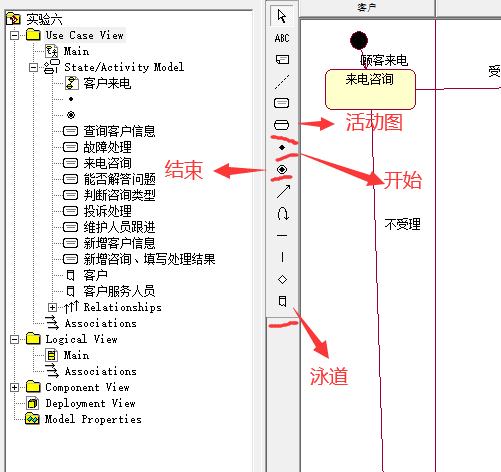 实验六
Use Case View
Main
State/Activity Model
客户来电
查询客户信息
故障处理
来电咨询
能否解答问题
判断咨询类型
投诉处理
维护人员跟进
新增客户信息
新增咨询、填写处理结果
客户
客户服务人员
Relationships
Associations
Logical View
Main
Associations
Component View
Deployment View
Model Properties
ABC
活动图
结束
开始
泳道
客户
顾客来电
来电咨询
受
不受理